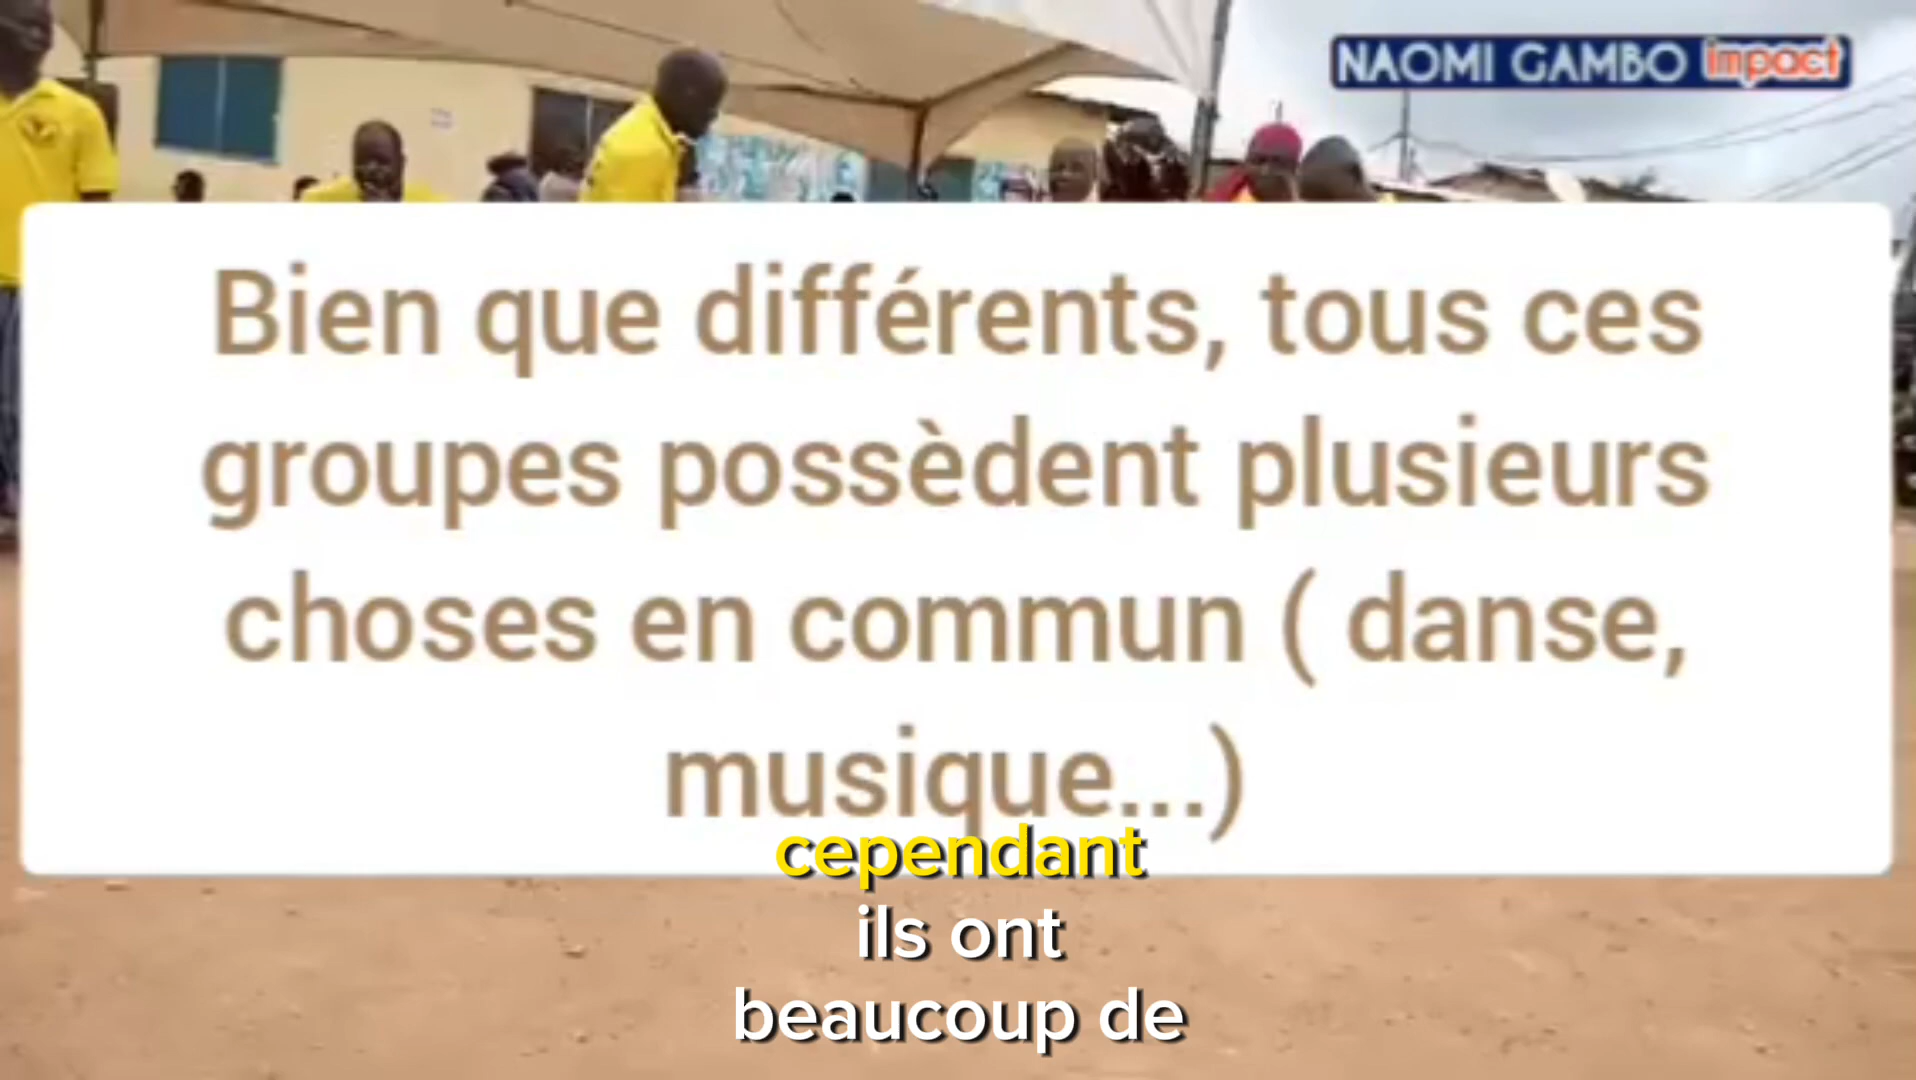 NAOMI GAMBO impact
Bien que différents, tous ces
groupes possèdent plusieurs
choses en commun ( danse,
musique...)
cependant
ils ont
beaucoup de